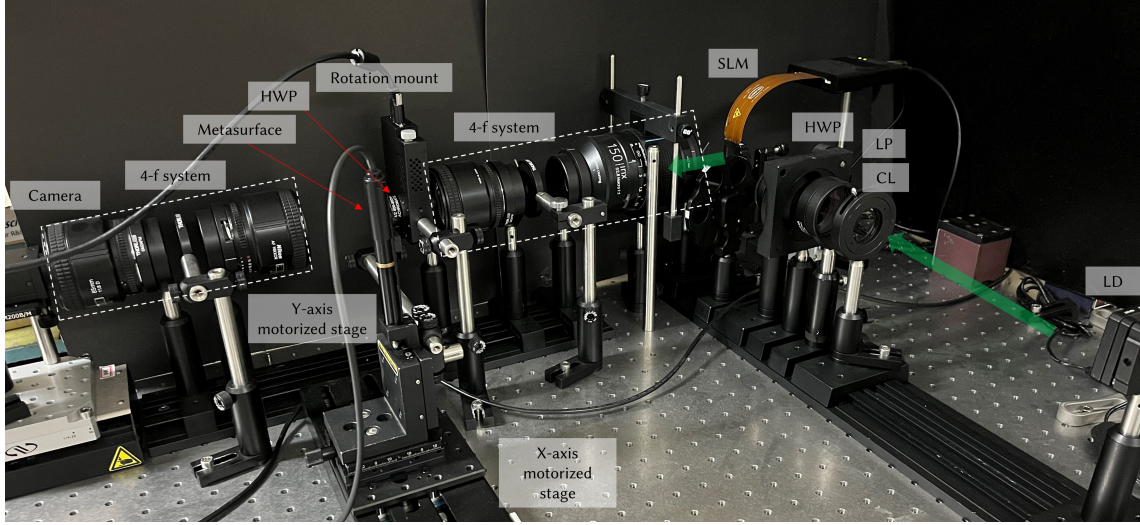 SLM
Rotation mount
HWP
4-f system
HWP
Metasurface
LP
4-f system
CL
Camera
150
LD
Y-axis
motorized stage
X-axis
motorized
stage